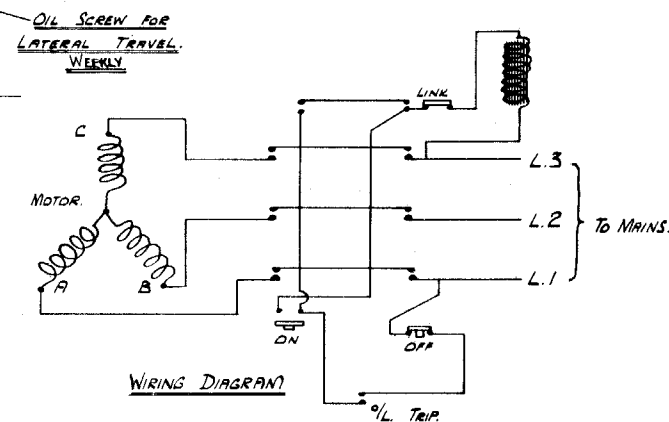 OIL SCREW FOR
LATERAL TRAVEL.
WEEKLY
LINK
C
L.3
MOTOR.
L.2
TO MAINS.
A
B
L.1
ON
OFF
WIRING DIAGRAM
O/L. TRIP.